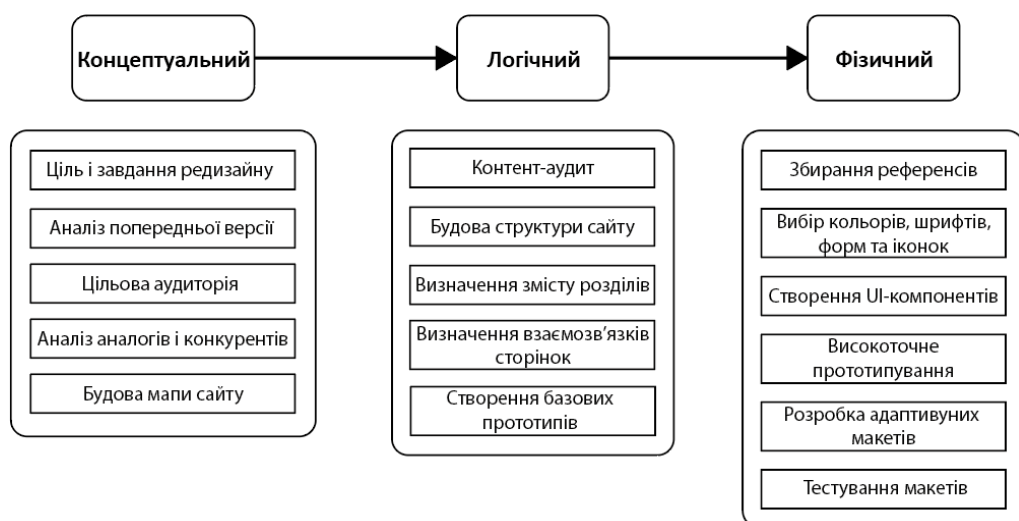 Концептуальний
Логічний
Фізичний
Ціль і завдання редизайну
Аналіз попередньої версії
Цільова аудиторія
Аналіз аналогів і конкурентів
Будова мапи сайту
Контент-аудит
Будова структури сайту
Визначення змісту розділів
Визначення взаємозв’язків
сторінок
Створення базових
прототипів
Збирання референсів
Вибір кольорів, шрифтів,
форм та іконок
Створення UI-компонентів
Високоточне
прототипування
Розробка адаптивуних
макетів
Тестування макетів